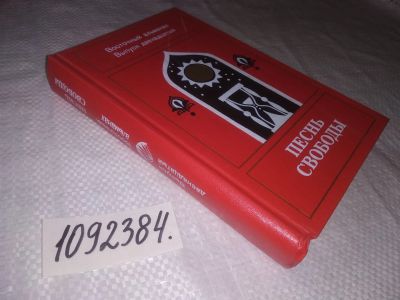 Восточный альманах
Выпуск двенадцатый
ПЕСНЬ
СВОБОДЫ
1092384.